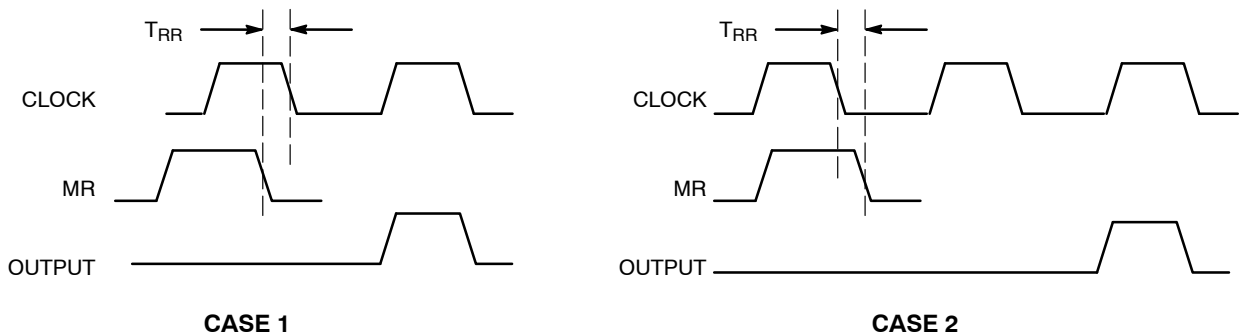 T_RR
CLOCK
MR
OUTPUT
CASE 1
T_RR
CLOCK
MR
OUTPUT
CASE 2